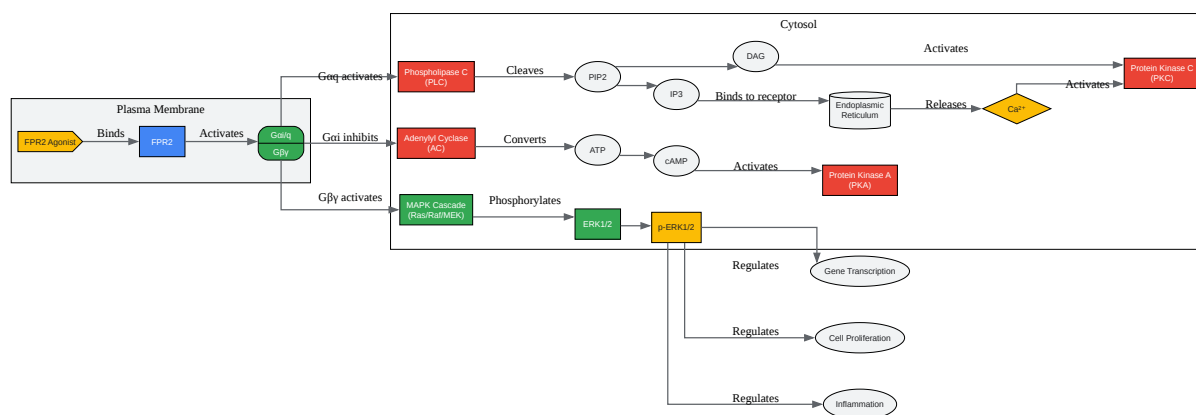 Cytosol
Plasma Membrane
FPR2 Agonist
Binds
FPR2
Activates
Gαi/q
Gβγ
Gαq activates
Phospholipase C
(PLC)
Cleaves
PIP2
DAG
Activates
Protein Kinase C
(PKC)
IP3
Binds to receptor
Endoplasmic
Reticulum
Releases
Ca²⁺
Activates
Gαi inhibits
Adenylyl Cyclase
(AC)
Converts
ATP
cAMP
Activates
Protein Kinase A
(PKA)
Gβγ activates
MAPK Cascade
(Ras/Raf/MEK)
Phosphorylates
ERK1/2
p-ERK1/2
Regulates
Gene Transcription
Regulates
Cell Proliferation
Regulates
Inflammation